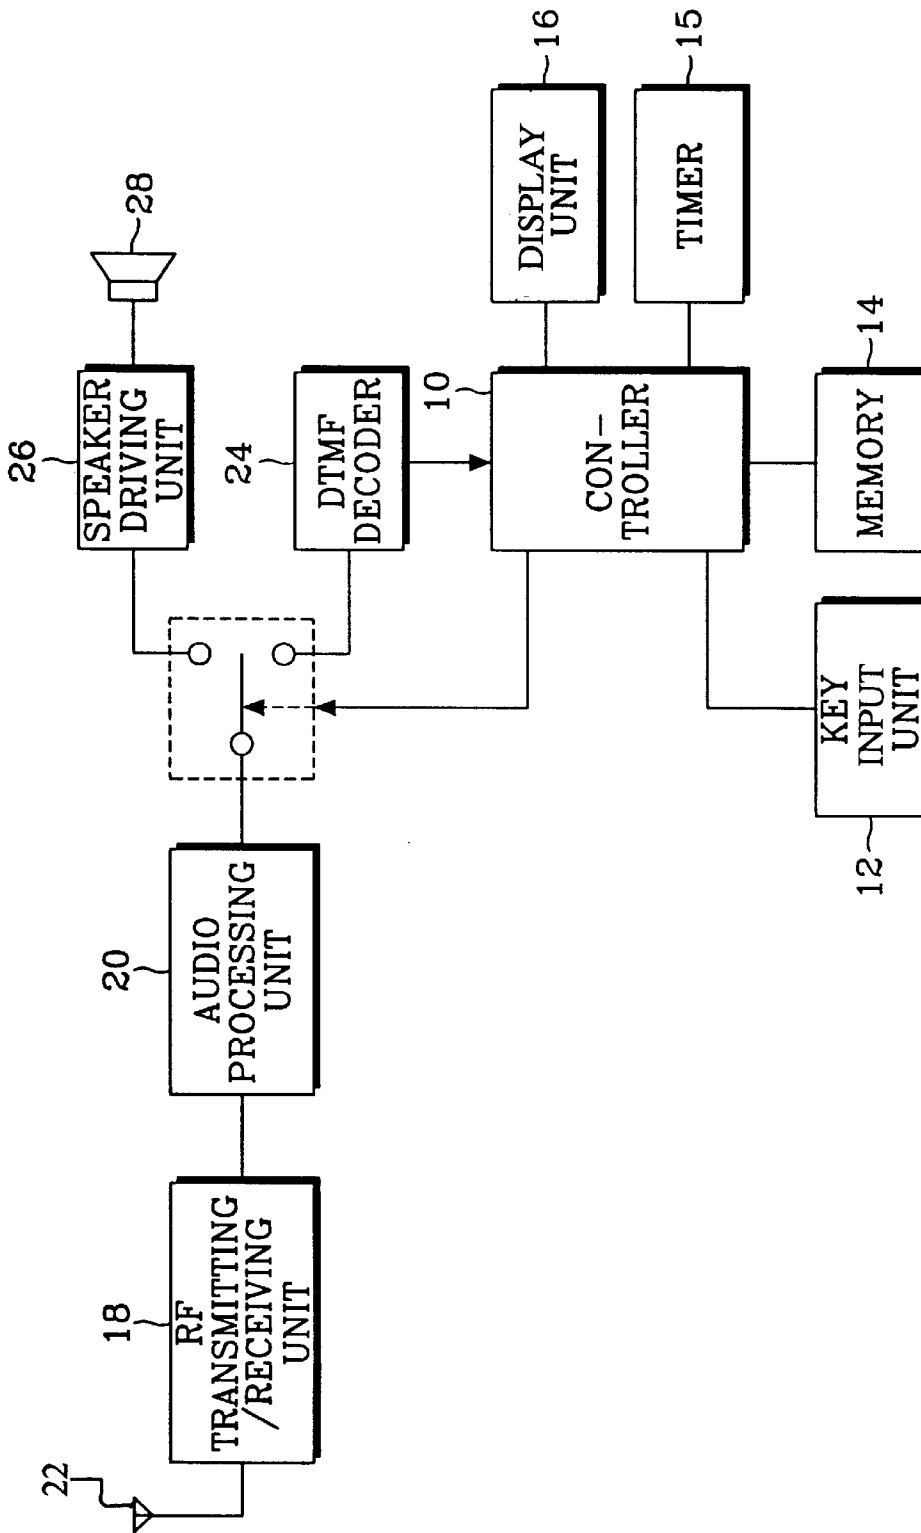 22
18
RF
TRANSMITTING
/RECEIVING
UNIT
20
AUDIO
PROCESSING
UNIT
26
SPEAKER
DRIVING
UNIT
28
24
DTMF
DECODER
10
CON-
TROLLER
16
DISPLAY
UNIT
15
TIMER
14
MEMORY
12
KEY
INPUT
UNIT